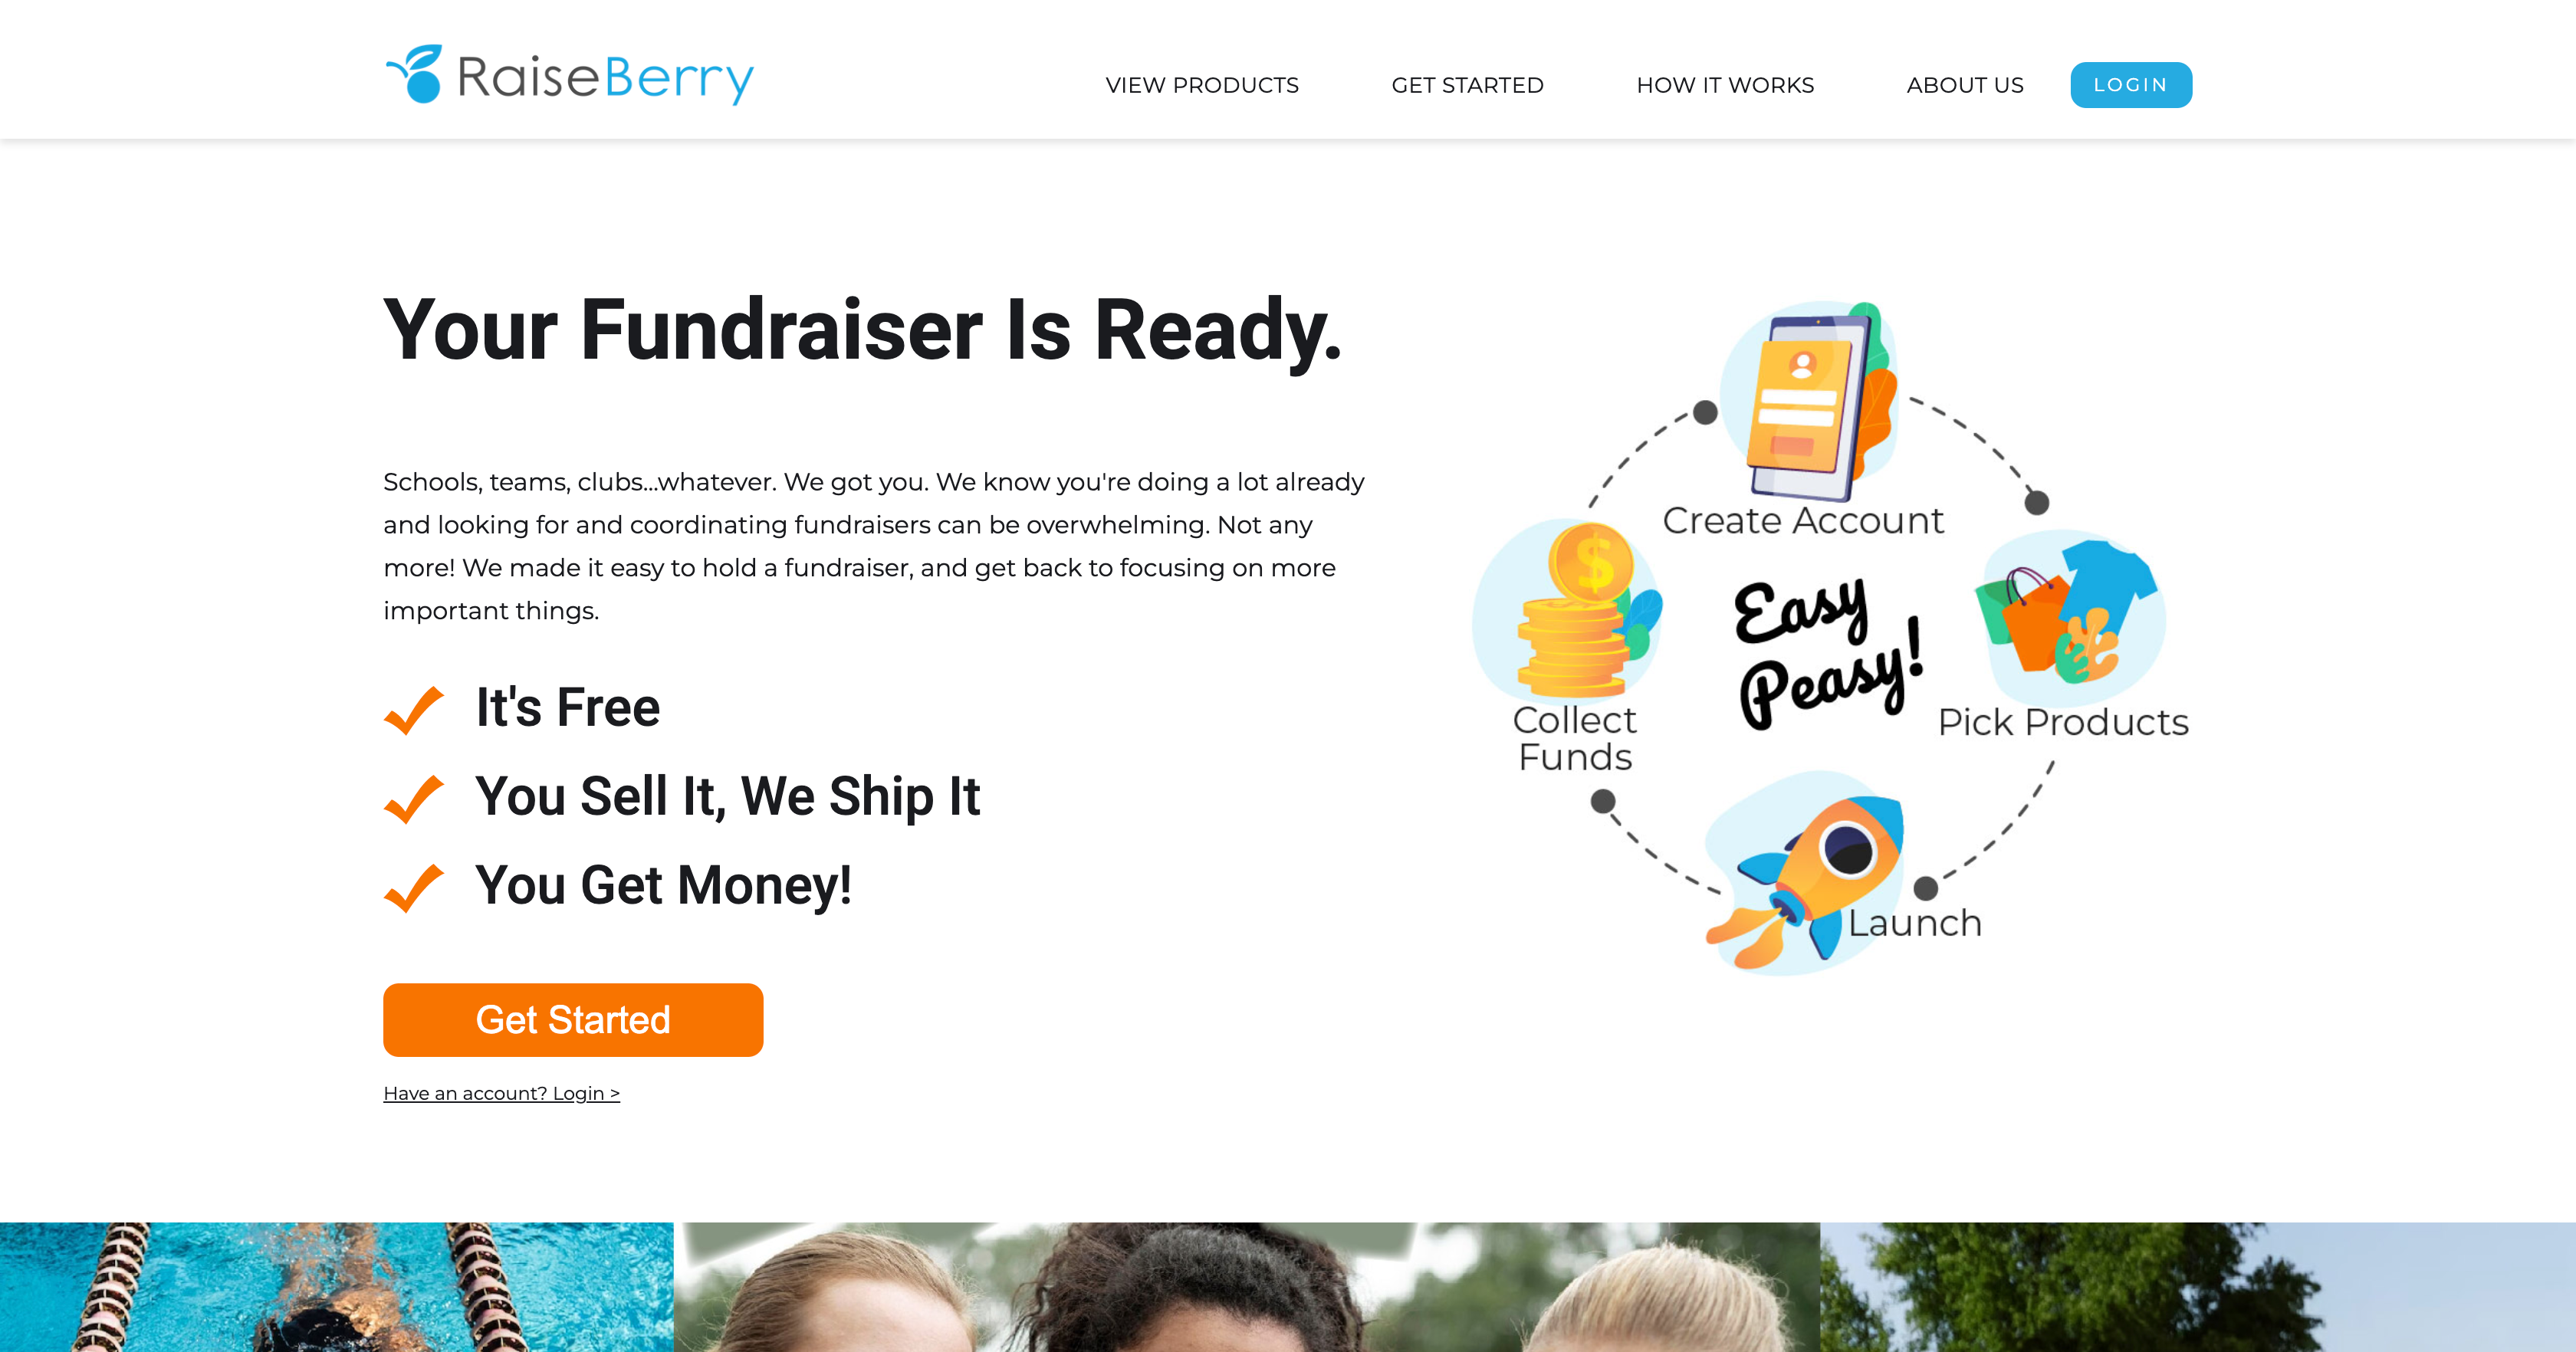 RaiseBerry
VIEW PRODUCTS
GET STARTED
HOW IT WORKS
ABOUT US
LOGIN
Your Fundraiser Is Ready.
Schools, teams, clubs...whatever. We got you. We know you're doing a lot already
and looking for and coordinating fundraisers can be overwhelming. Not any
more! We made it easy to hold a fundraiser, and get back to focusing on more
important things.
It's Free
You Sell It, We Ship It
You Get Money!
Get Started
Have an account? Login >
Create Account
$
Easy
Peasy!
Collect
Funds
Pick Products
Launch